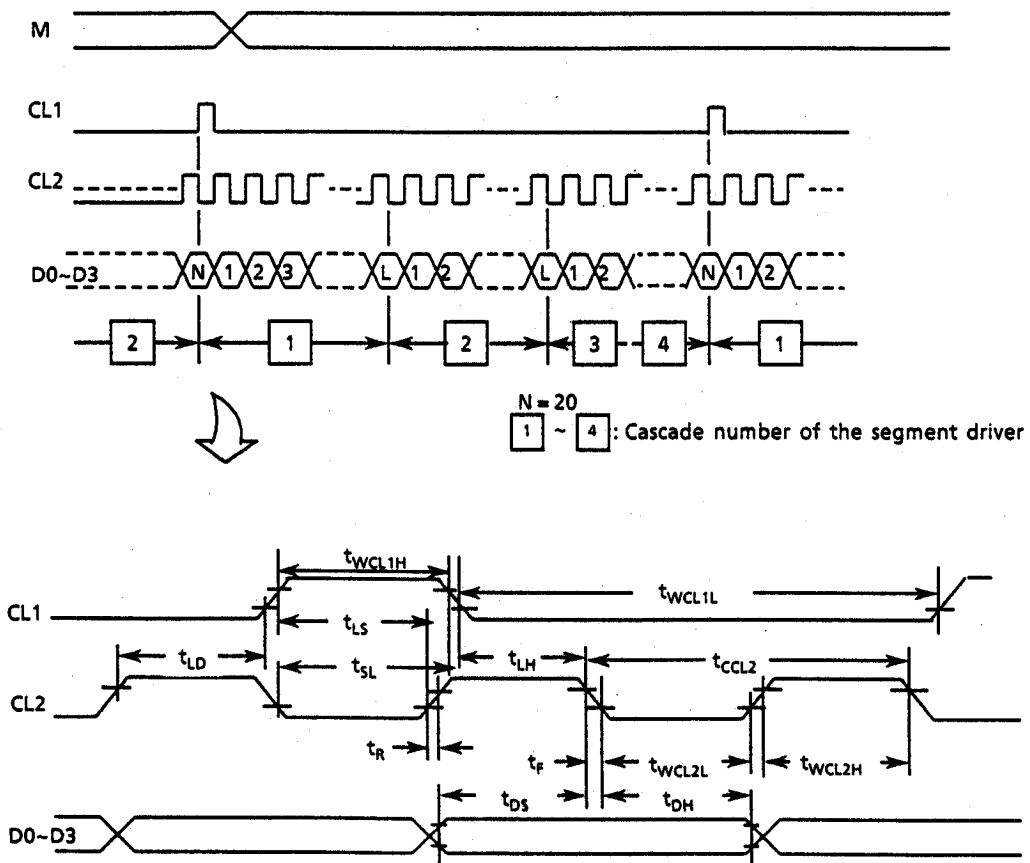 M
CL1
CL2
D0~D3
N 1 2 3 L 1 2 L 1 2 N 1 2
2 1 2 3 4 1
N = 20
1 ~ 4 : Cascade number of the segment driver
tWCL1H
CL1
tWCL1L
tLS
tLD
tSL
tLH
tCCL2
CL2
tR
tF
tWCL2L
tWCL2H
tDS
tDH
D0~D3